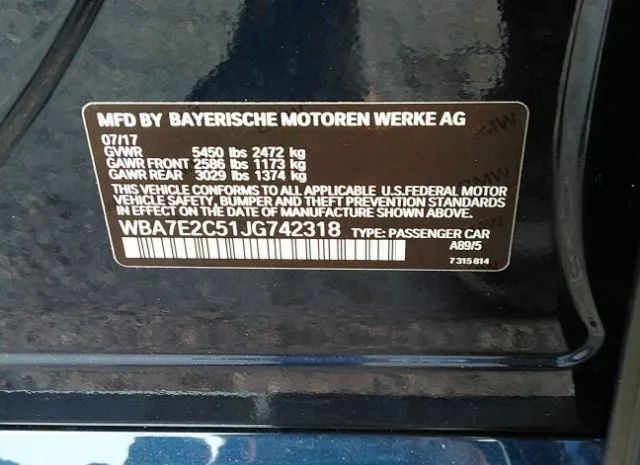 MFD BY BAYERISCHE MOTOREN WERKE AG
07/17
GVWR 5450 lbs 2472 kg
GAWR FRONT 2586 lbs 1173 kg
GAWR REAR 3029 lbs 1374 kg
THIS VEHICLE CONFORMS TO ALL APPLICABLE U.S.FEDERAL MOTOR
VEHICLE SAFETY, BUMPER AND THEFT PREVENTION STANDARDS
IN EFFECT ON THE DATE OF MANUFACTURE SHOWN ABOVE.
WBA7E2C51JG742318 TYPE: PASSENGER CAR
A89/5
7 315 814